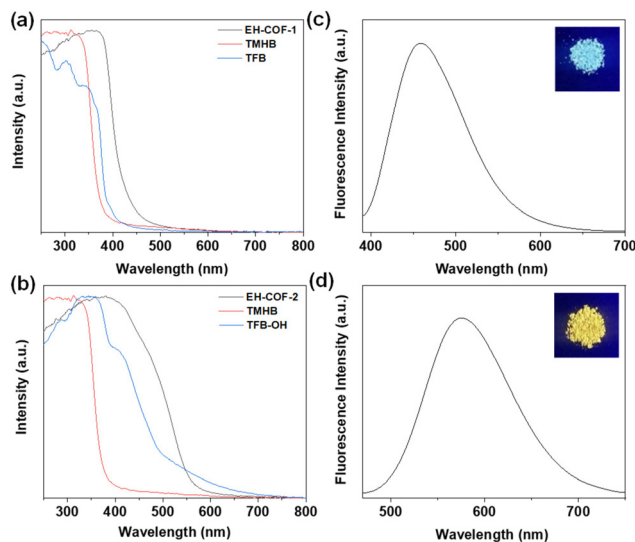 (a)
EH-COF-1
TMHB
TFB
Intensity (a.u.)
300 400 500 600 700 800
Wavelength (nm)
(c)
Fluorescence Intensity (a.u.)
400 500 600 700
Wavelength (nm)
(b)
EH-COF-2
TMHB
TFB-OH
Intensity (a.u.)
300 400 500 600 700 800
Wavelength (nm)
(d)
Fluorescence Intensity (a.u.)
500 600 700
Wavelength (nm)